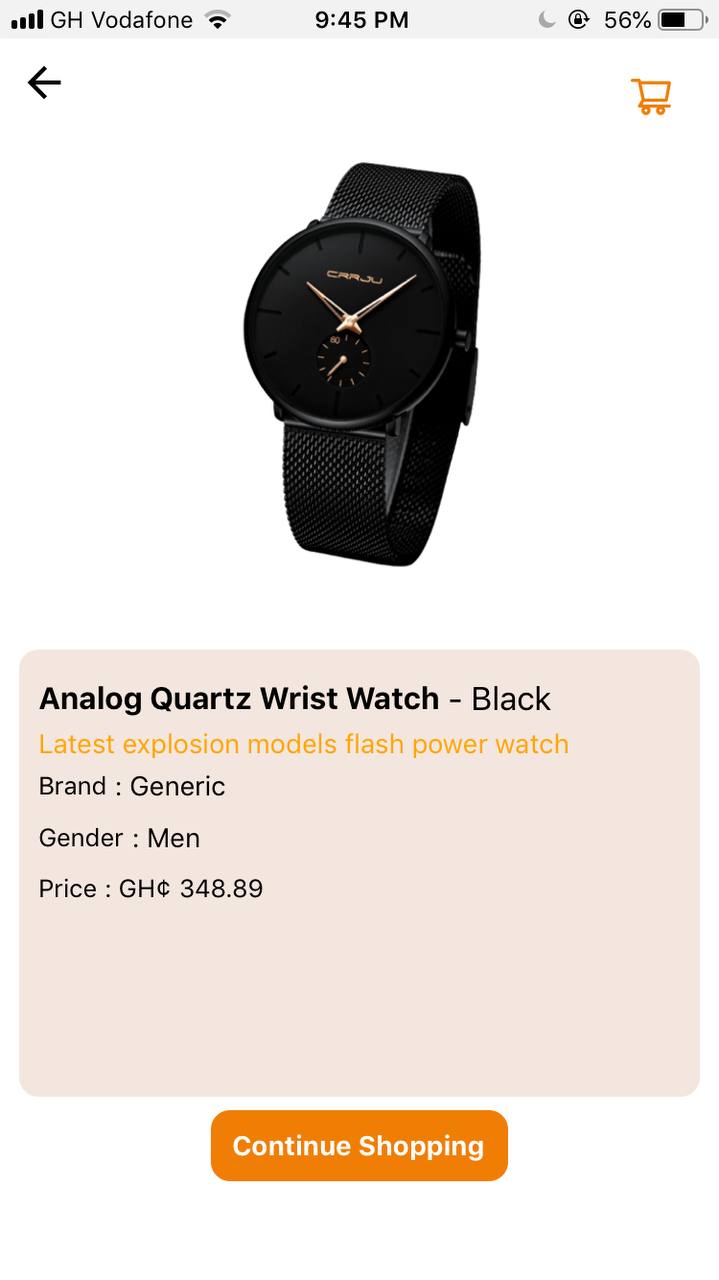 GH Vodafone 9:45 PM 56%
CRRJU
60
Analog Quartz Wrist Watch - Black
Latest explosion models flash power watch
Brand : Generic
Gender : Men
Price : GH₵ 348.89
Continue Shopping